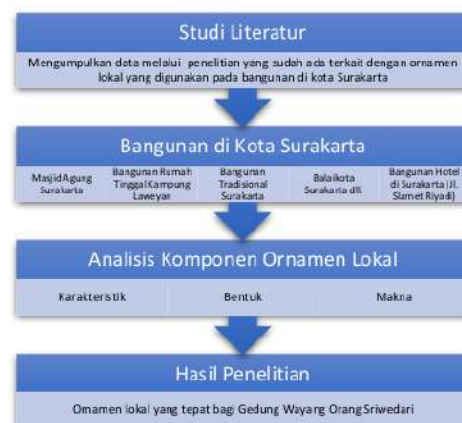 Studi Literatur
Mengumpulkan data melalui penelitian yang sudah ada terkait dengan ornamen
lokal yang digunakan pada bangunan di kota Surakarta
Bangunan di Kota Surakarta
Masjid Agung
Surakarta
Bangunan Rumah
Tinggal Kampung
Laweyan
Bangunan
Tradisional
Surakarta
Balaikota
Surakarta dll.
Bangunan Hotel
di Surakarta (Jl.
Slamet Riyadi)
Analisis Komponen Ornamen Lokal
Karakteristik
Bentuk
Makna
Hasil Penelitian
Ornamen lokal yang tepat bagi Gedung Wayang Orang Sriwedari